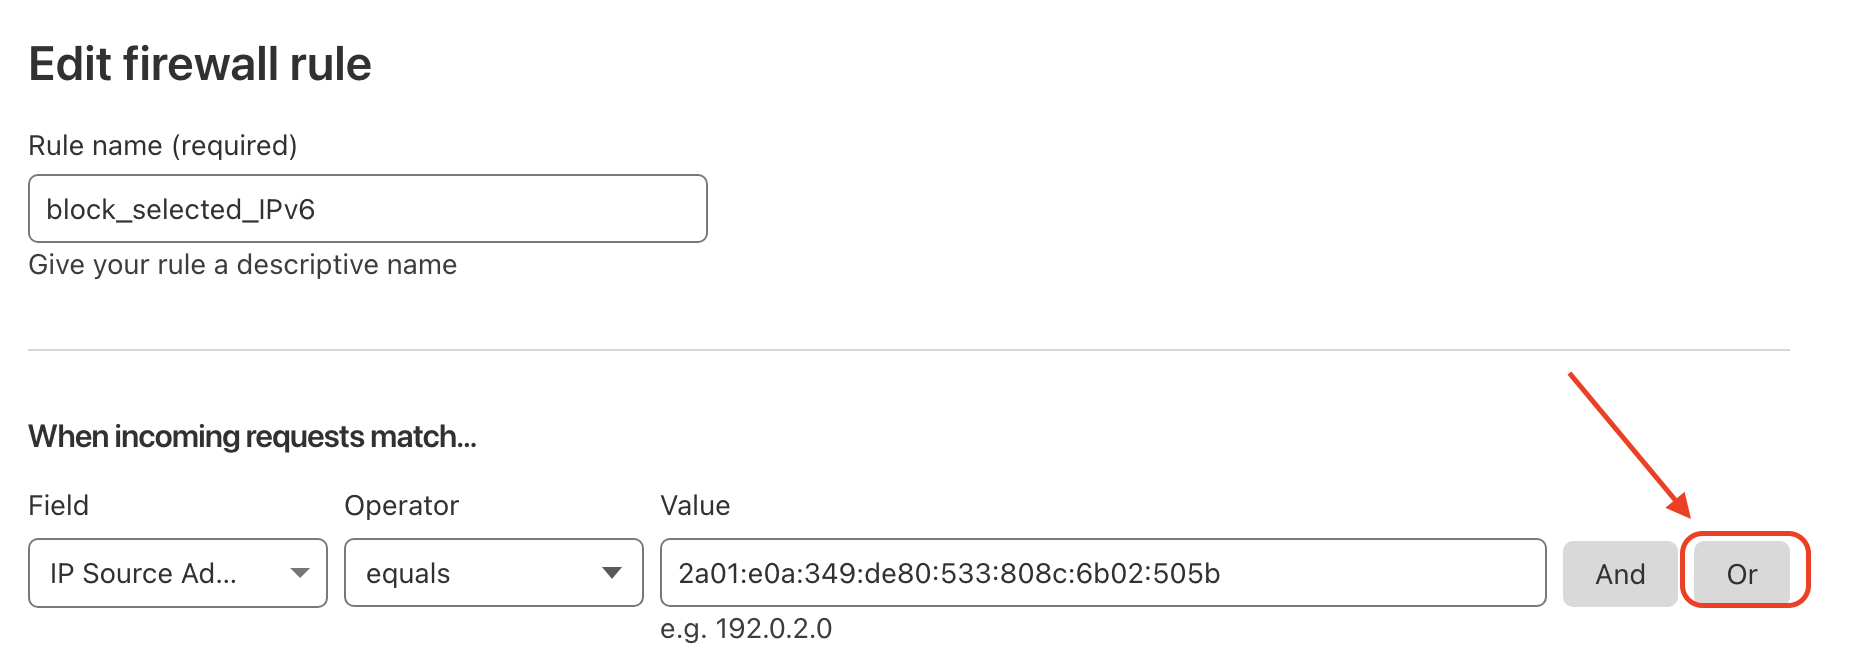 Edit firewall rule
Rule name (required)
block_selected_IPv6
Give your rule a descriptive name
When incoming requests match...
Field Operator Value
IP Source Ad... equals 2a01:e0a:349:de80:533:808c:6b02:505b And Or
e.g. 192.0.2.0